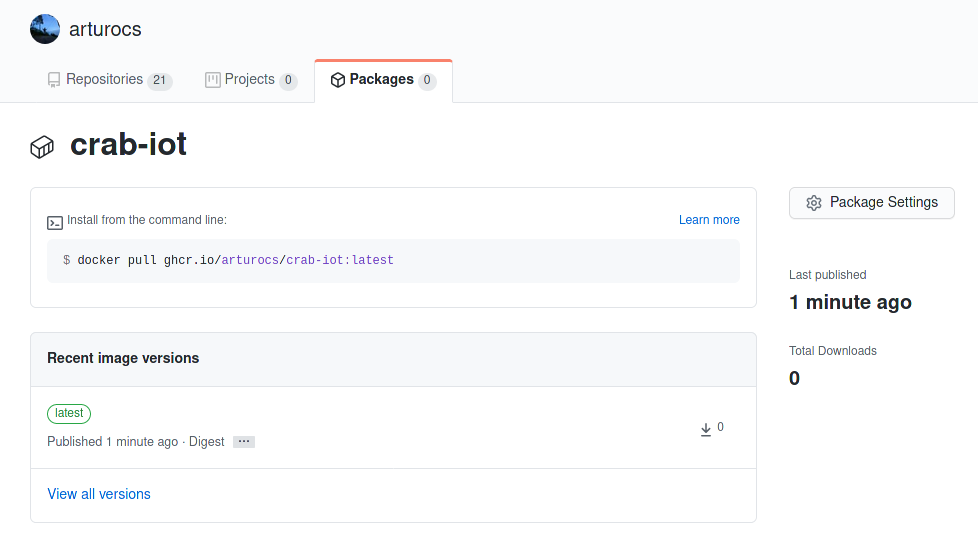 arturocs
Repositories 21
Projects 0
Packages 0
crab-iot
Install from the command line:
Learn more
$ docker pull ghcr.io/arturocs/crab-iot:latest
Recent image versions
latest
Published 1 minute ago · Digest ...
0
View all versions
Package Settings
Last published
1 minute ago
Total Downloads
0